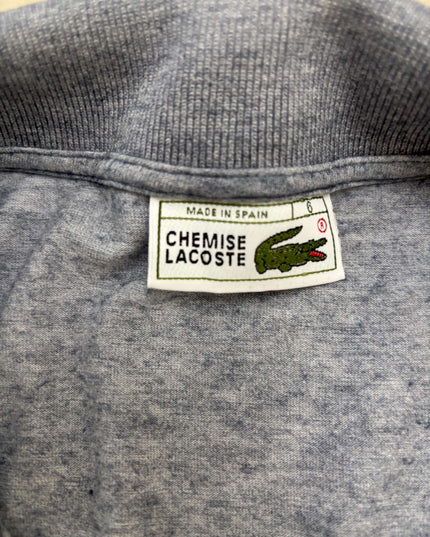 MADE IN SPAIN 6
CHEMISE
LACOSTE
®